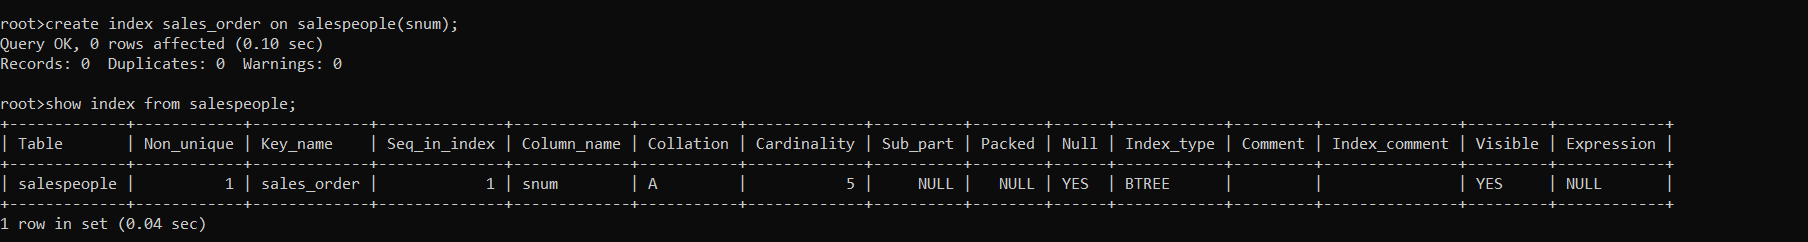 root>create index sales_order on salespeople(snum);
Query OK, 0 rows affected (0.10 sec)
Records: 0  Duplicates: 0  Warnings: 0

root>show index from salespeople;
+-------------+------------+-------------+--------------+-------------+-----------+-------------+----------+--------+------+------------+---------+---------------+---------+------------+
| Table       | Non_unique | Key_name    | Seq_in_index | Column_name | Collation | Cardinality | Sub_part | Packed | Null | Index_type | Comment | Index_comment | Visible | Expression |
+-------------+------------+-------------+--------------+-------------+-----------+-------------+----------+--------+------+------------+---------+---------------+---------+------------+
| salespeople |          1 | sales_order |            1 | snum        | A         |           5 |     NULL |   NULL | YES  | BTREE      |         |               | YES     | NULL       |
+-------------+------------+-------------+--------------+-------------+-----------+-------------+----------+--------+------+------------+---------+---------------+---------+------------+
1 row in set (0.04 sec)